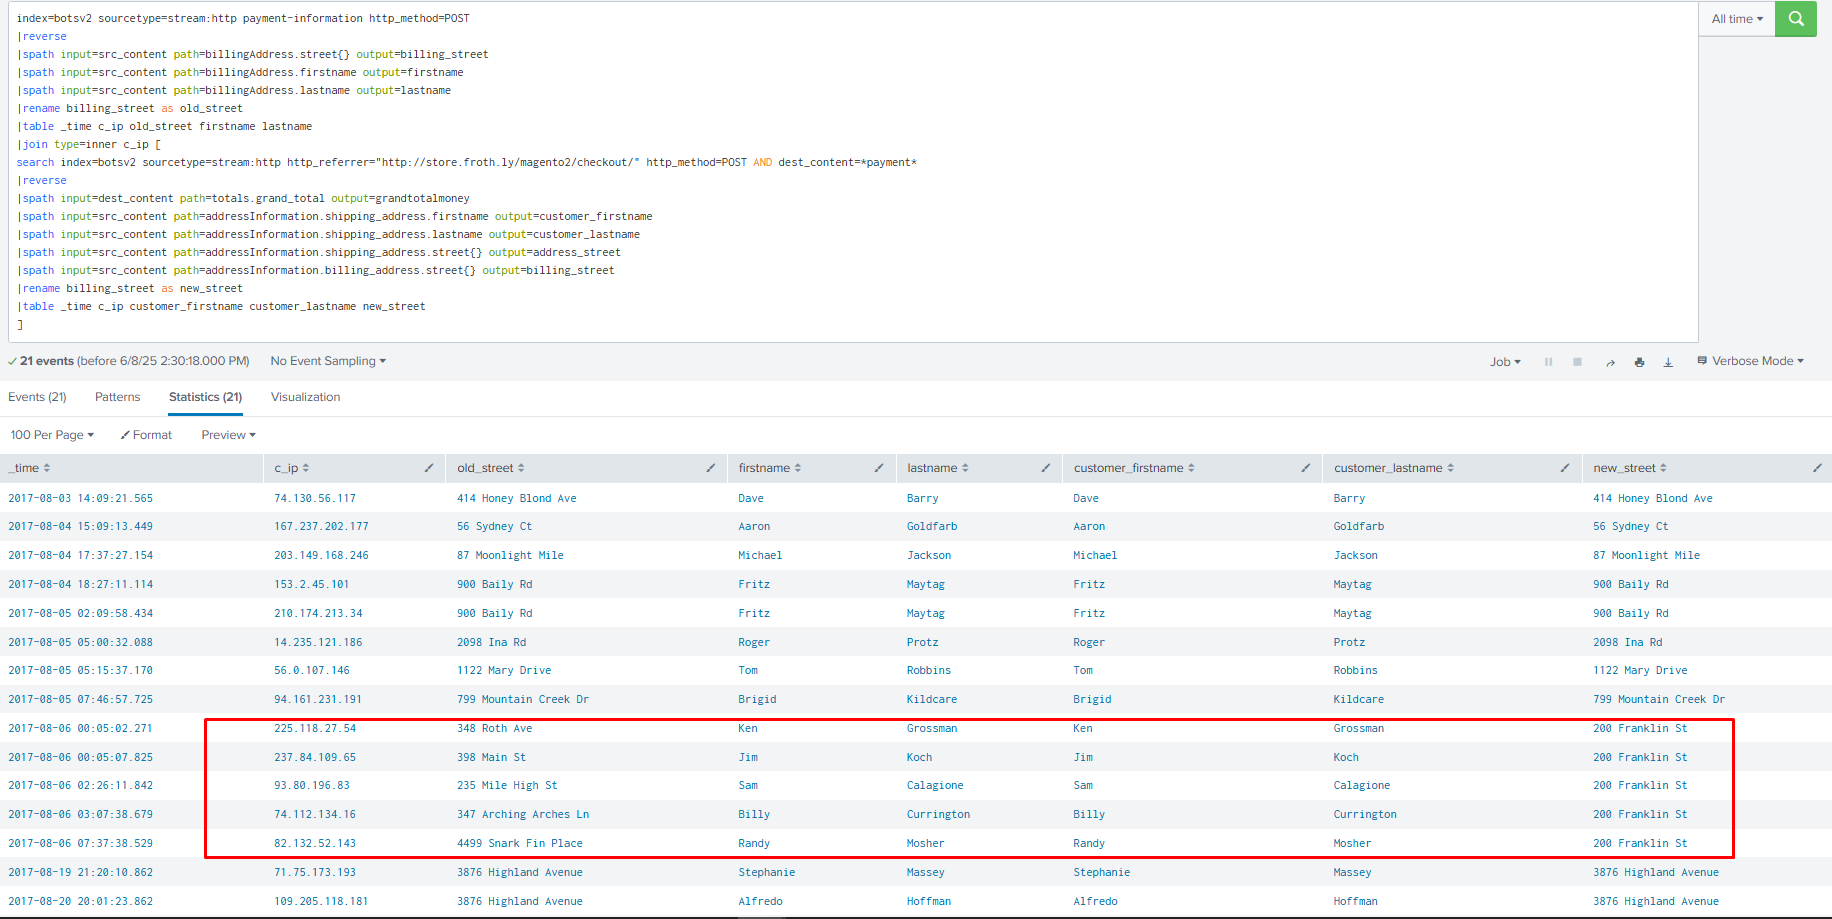 index=botsv2 sourcetype=stream:http payment-information http_method=POST
All time
|reverse
|spath input=src_content path=billingAddress.street{} output=billing_street
|spath input=src_content path=billingAddress.firstname output=firstname
|spath input=src_content path=billingAddress.lastname output=lastname
|rename billing_street as old_street
|table _time c_ip old_street firstname lastname
|join type=inner c_ip [
search index=botsv2 sourcetype=stream:http http_referrer="http://store.froth.ly/magento2/checkout/" http_method=POST AND dest_content=*payment*
|reverse
|spath input=dest_content path=totals.grand_total output=grandtotalmoney
|spath input=src_content path=addressInformation.shipping_address.firstname output=customer_firstname
|spath input=src_content path=addressInformation.shipping_address.lastname output=customer_lastname
|spath input=src_content path=addressInformation.shipping_address.street{} output=address_street
|spath input=src_content path=addressInformation.billing_address.street{} output=billing_street
|rename billing_street as new_street
|table _time c_ip customer_firstname customer_lastname new_street
]
21 events (before 6/8/25 2:30:18.000 PM) No Event Sampling Job Verbose Mode
Events (21) Patterns Statistics (21) Visualization
100 Per Page Format Preview
_time c_ip old_street firstname lastname customer_firstname customer_lastname new_street
2017-08-03 14:09:21.565 74.130.56.117 414 Honey Blond Ave Dave Barry Dave Barry 414 Honey Blond Ave
2017-08-04 15:09:13.449 167.237.202.177 56 Sydney Ct Aaron Goldfarb Aaron Goldfarb 56 Sydney Ct
2017-08-04 17:37:27.154 203.149.168.246 87 Moonlight Mile Michael Jackson Michael Jackson 87 Moonlight Mile
2017-08-04 18:27:11.114 153.2.45.101 900 Baily Rd Fritz Maytag Fritz Maytag 900 Baily Rd
2017-08-05 02:09:58.434 210.174.213.34 900 Baily Rd Fritz Maytag Fritz Maytag 900 Baily Rd
2017-08-05 05:00:32.088 14.235.121.186 2098 Ina Rd Roger Protz Roger Protz 2098 Ina Rd
2017-08-05 05:15:37.170 56.0.107.146 1122 Mary Drive Tom Robbins Tom Robbins 1122 Mary Drive
2017-08-05 07:46:57.725 94.161.231.191 799 Mountain Creek Dr Brigid Kildcare Brigid Kildcare 799 Mountain Creek Dr
2017-08-06 00:05:02.271 225.118.27.54 348 Roth Ave Ken Grossman Ken Grossman 200 Franklin St
2017-08-06 00:05:07.825 237.84.109.65 398 Main St Jim Koch Jim Koch 200 Franklin St
2017-08-06 02:26:11.842 93.80.196.83 235 Mile High St Sam Calagione Sam Calagione 200 Franklin St
2017-08-06 03:07:38.679 74.112.134.16 347 Arching Arches Ln Billy Currington Billy Currington 200 Franklin St
2017-08-06 07:37:38.529 82.132.52.143 4499 Snark Fin Place Randy Mosher Randy Mosher 200 Franklin St
2017-08-19 21:20:10.862 71.75.173.193 3876 Highland Avenue Stephanie Massey Stephanie Massey 3876 Highland Avenue
2017-08-20 20:01:23.862 109.205.118.181 3876 Highland Avenue Alfredo Hoffman Alfredo Hoffman 3876 Highland Avenue